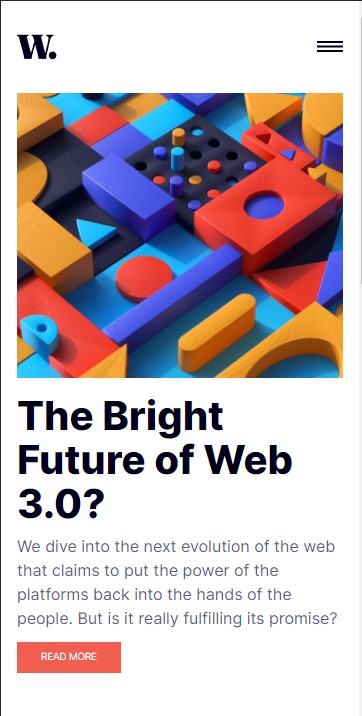 W.
The Bright
Future of Web
3.0?
We dive into the next evolution of the web
that claims to put the power of the
platforms back into the hands of the
people. But is it really fulfilling its promise?
READ MORE